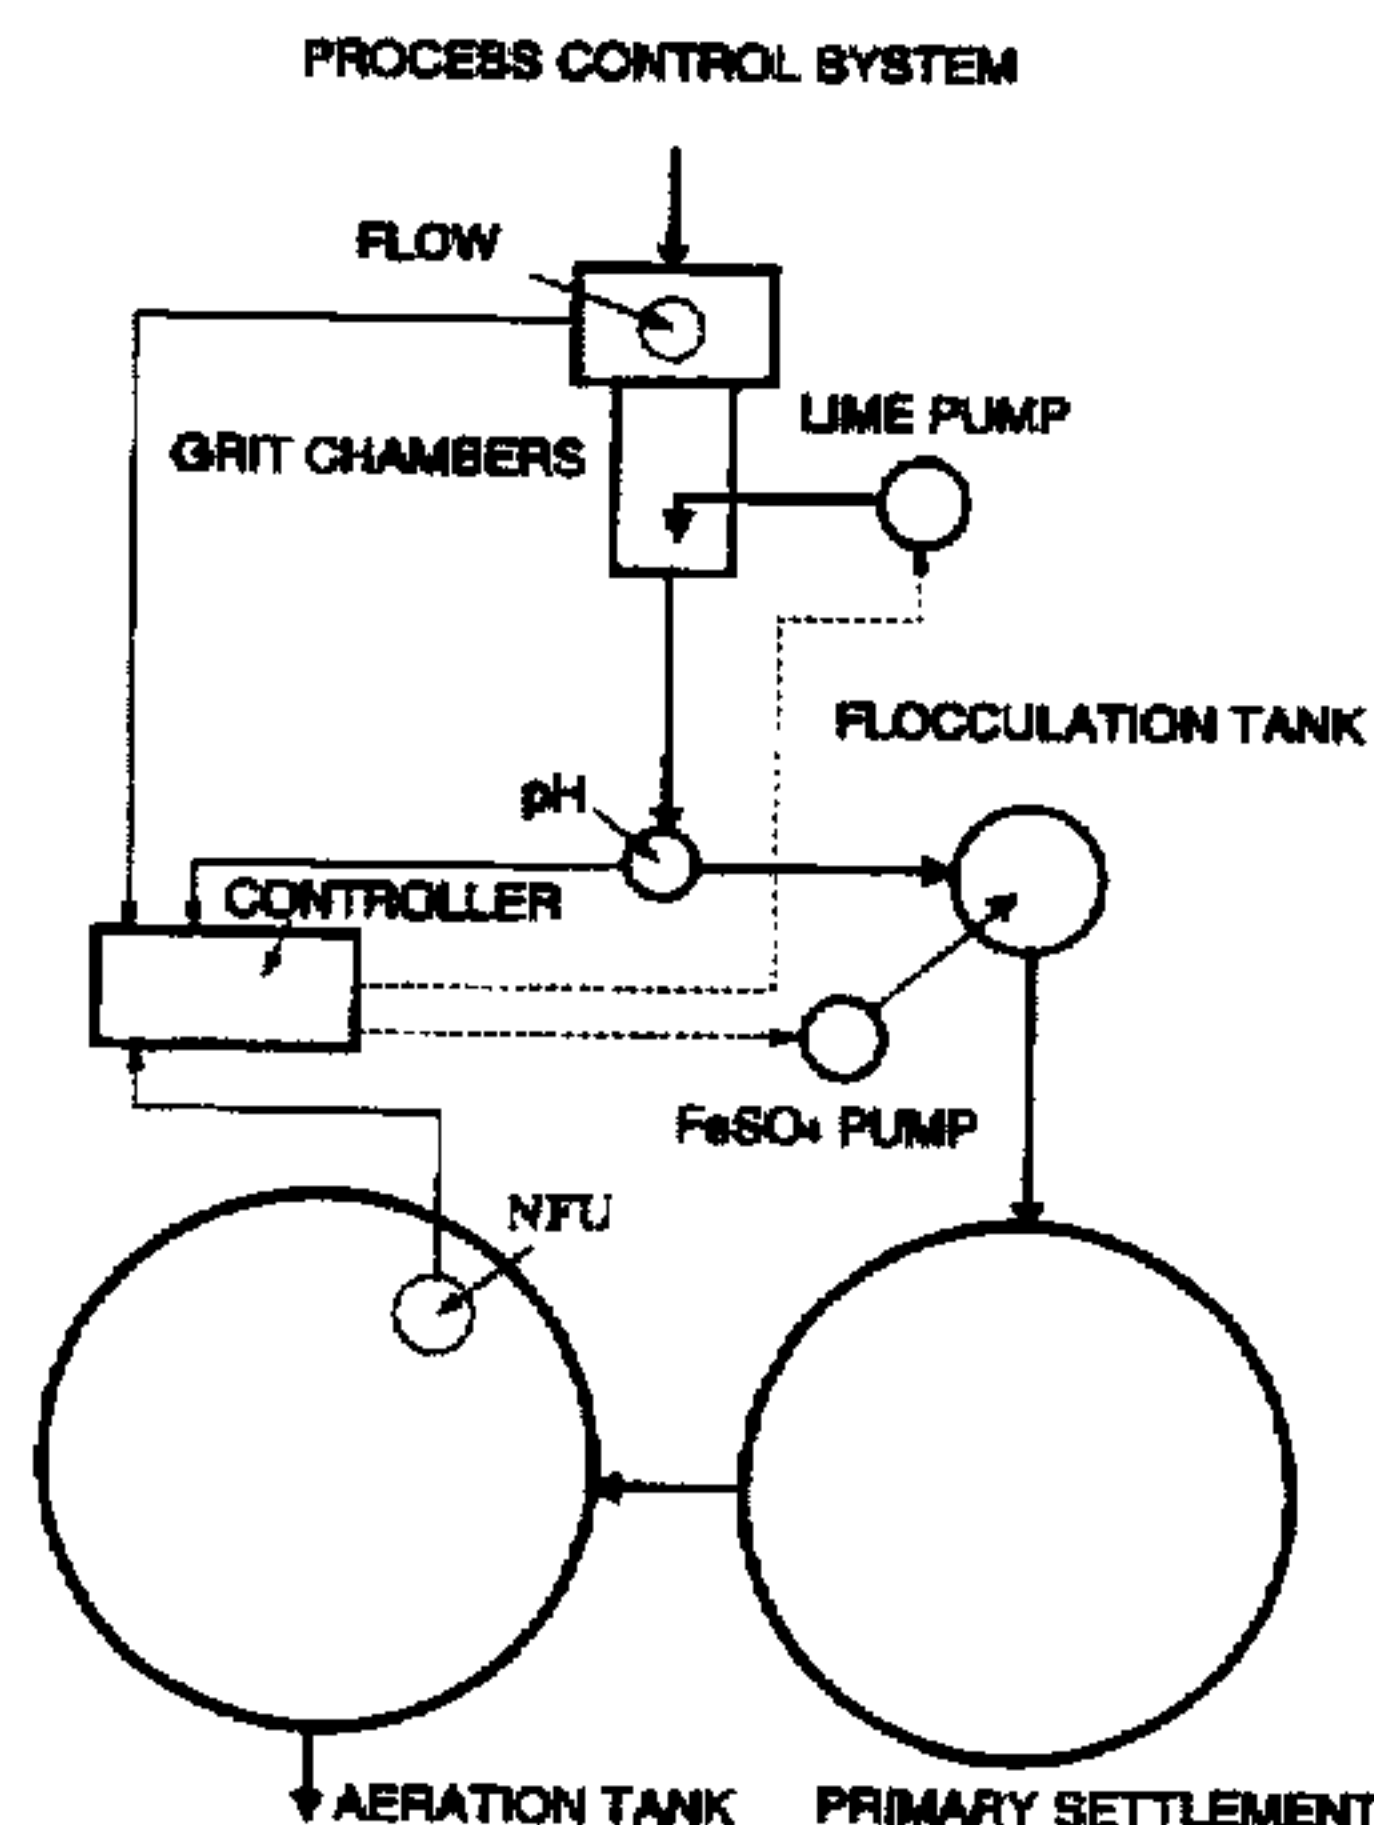 PROCESS CONTROL SYSTEM
FLOW
LIME PUMP
GRIT CHAMBERS
FLOCCULATION TANK
pH
CONTROLLER
FeSO₄ PUMP
NFU
AERATION TANK
PRIMARY SETTLEMENT